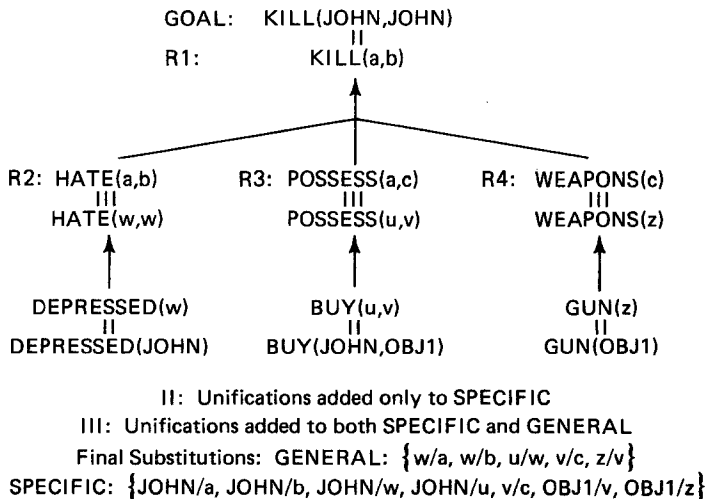 GOAL: KILL(JOHN,JOHN)
II
R1: KILL(a,b)
R2: HATE(a,b) R3: POSSESS(a,c) R4: WEAPONS(c)
III III III
HATE(w,w) POSSESS(u,v) WEAPONS(z)
DEPRESSED(w) BUY(u,v) GUN(z)
II II II
DEPRESSED(JOHN) BUY(JOHN,OBJ1) GUN(OBJ1)
II: Unifications added only to SPECIFIC
III: Unifications added to both SPECIFIC and GENERAL
Final Substitutions: GENERAL: {w/a, w/b, u/w, v/c, z/v}
SPECIFIC: {JOHN/a, JOHN/b, JOHN/w, JOHN/u, v/c, OBJ1/v, OBJ1/z}